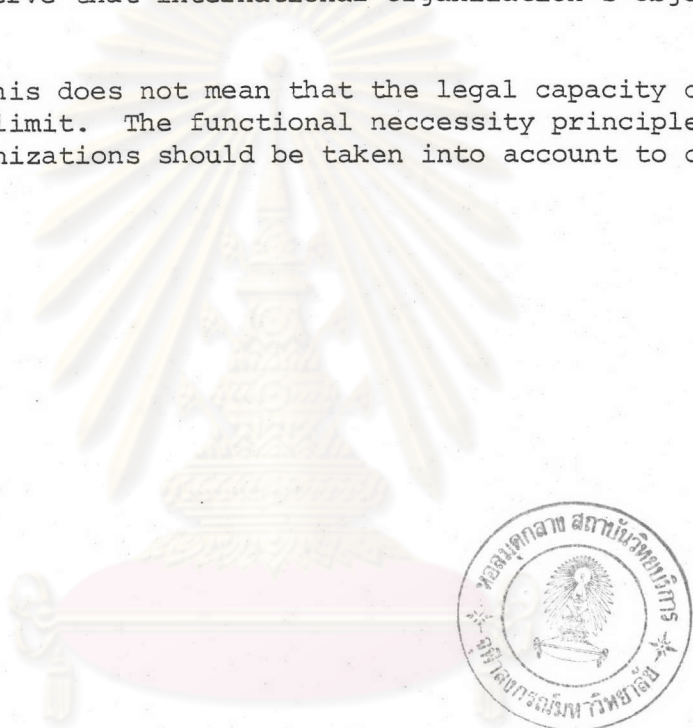 that international organization's
his does not mean that the legal capacity
limit. The functional neccessity principle
nizations should be taken into account to
หอสมุดกลาง สถาบันวิทยบริการ
จุฬาลงกรณ์มหาวิทยาลัย